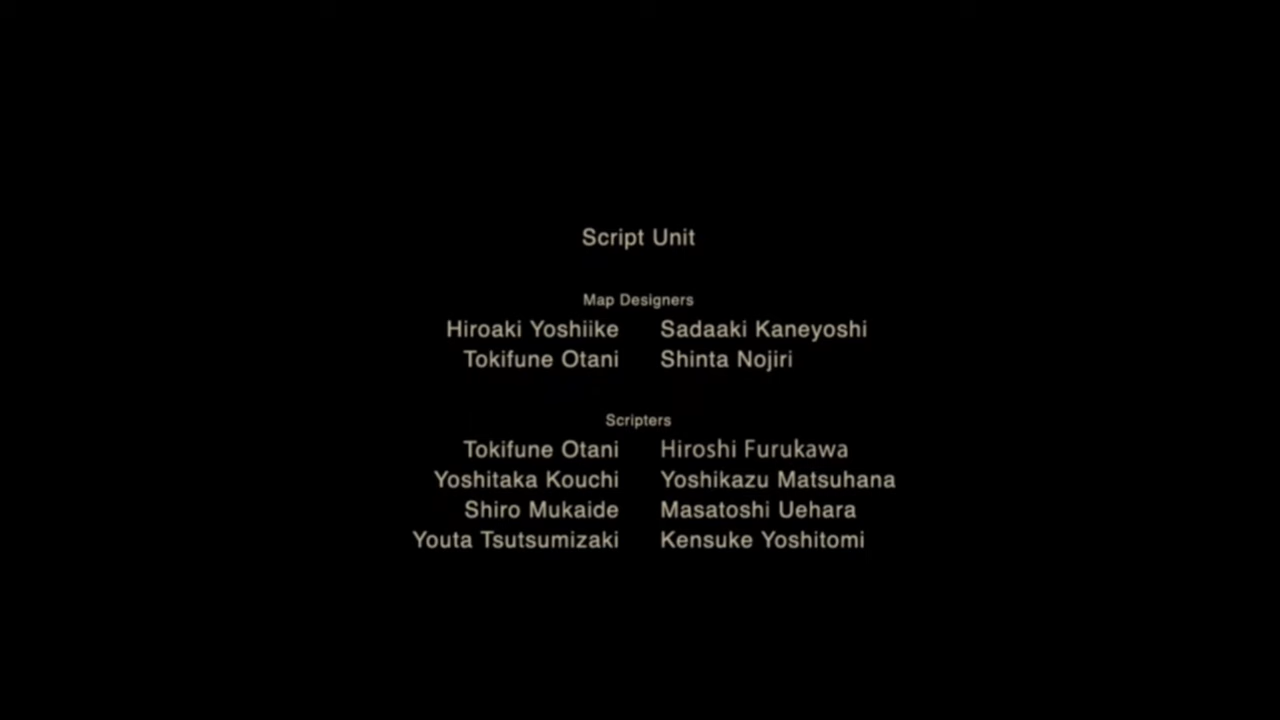 Script Unit
Map Designers
Hiroaki Yoshiike Sadaaki Kaneyoshi
Tokifune Otani Shinta Nojiri
Scripters
Tokifune Otani Hiroshi Furukawa
Yoshitaka Kouchi Yoshikazu Matsuhana
Shiro Mukaide Masatoshi Uehara
Youta Tsutsumizaki Kensuke Yoshitomi